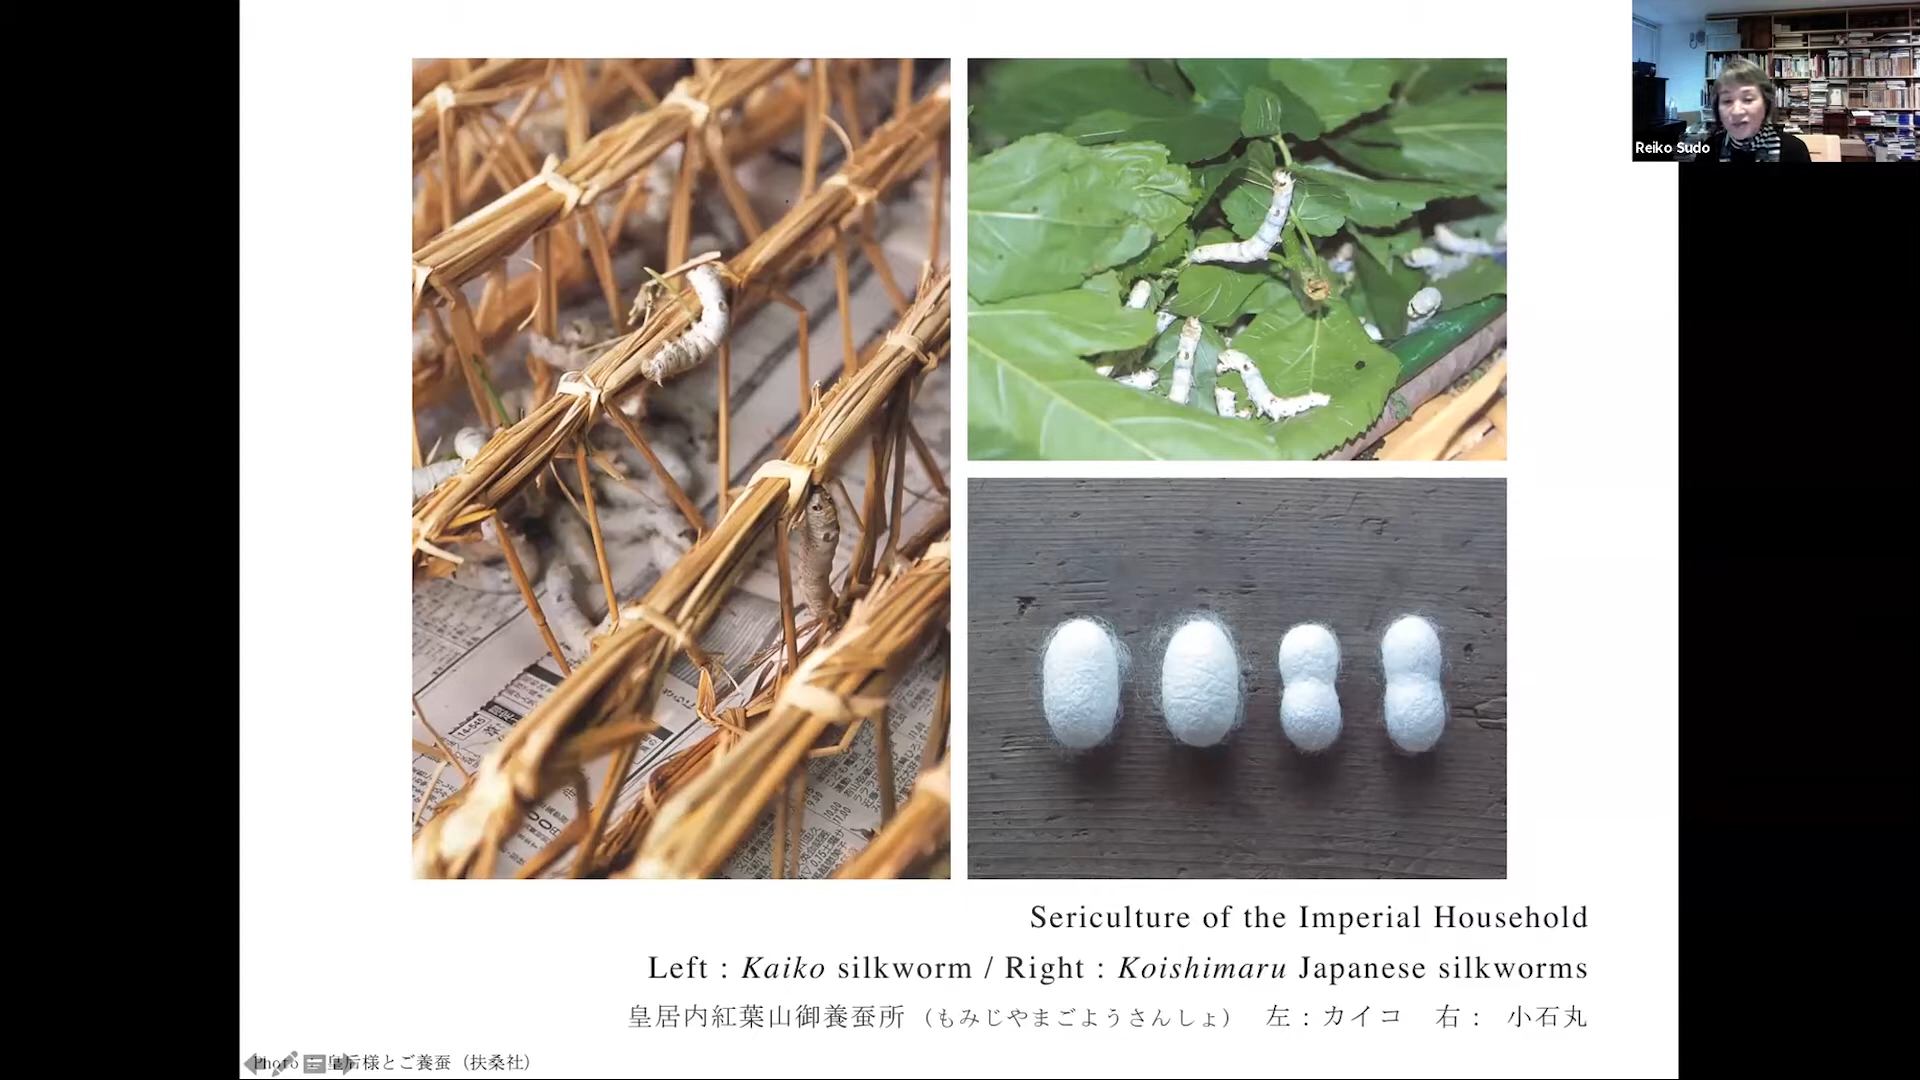 Reiko Sudo
Sericulture of the Imperial Household
Left : Kaiko silkworm / Right : Koishimaru Japanese silkworms
皇居内紅葉山御養蚕所（もみじやまごようさんしょ） 左：カイコ 右： 小石丸
Photo : 皇后様とご養蚕（扶桑社）